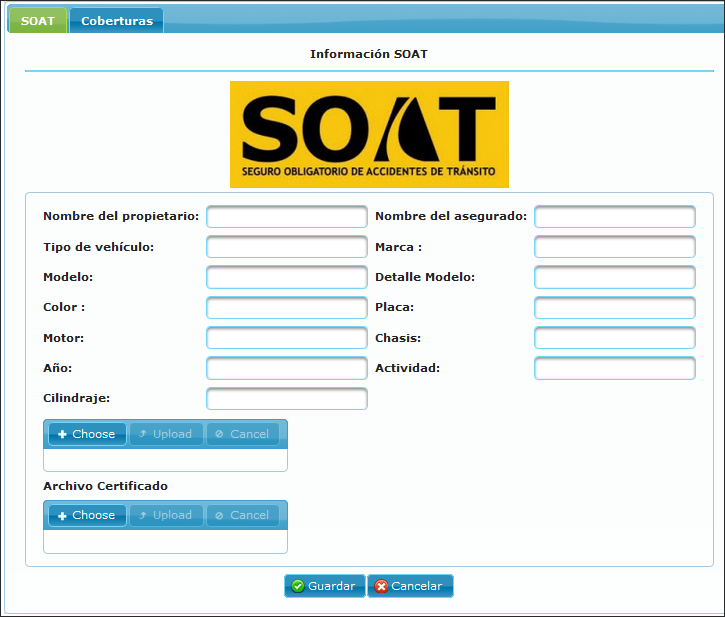 SOAT Coberturas
Información SOAT
SOAT
SEGURO OBLIGATORIO DE ACCIDENTES DE TRÁNSITO
Nombre del propietario: Nombre del asegurado:
Tipo de vehículo: Marca :
Modelo: Detalle Modelo:
Color : Placa:
Motor: Chasis:
Año: Actividad:
Cilindraje:
Choose Upload Cancel
Archivo Certificado
Choose Upload Cancel
Guardar Cancelar